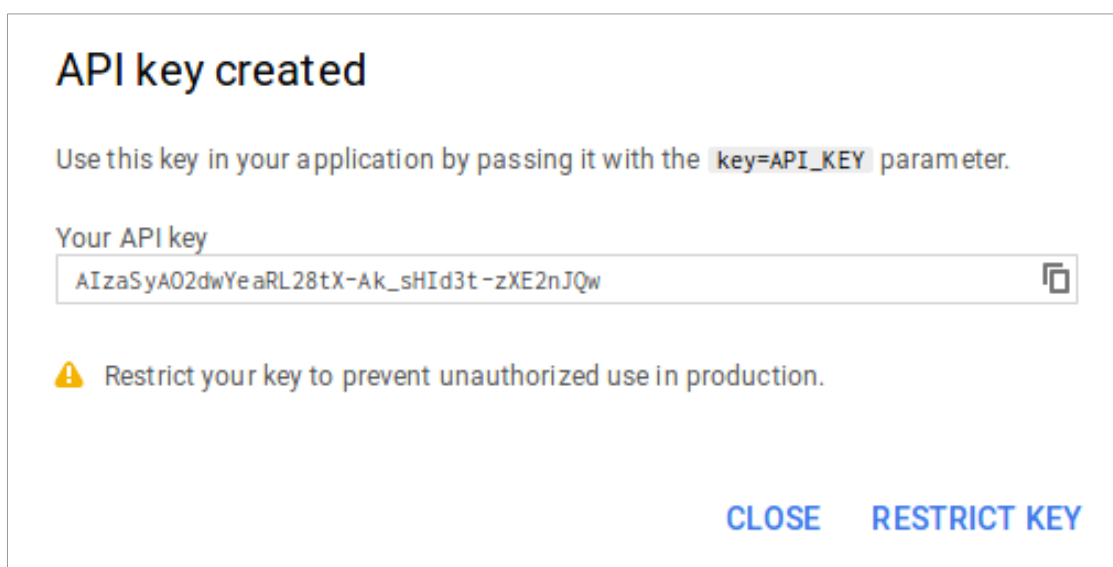 API key created
Use this key in your application by passing it with the key=API_KEY parameter.
Your API key
AIzaSyAO2dwYeaRL28tX-Ak_sHId3t-zXE2nJQw
Restrict your key to prevent unauthorized use in production.
CLOSE RESTRICT KEY